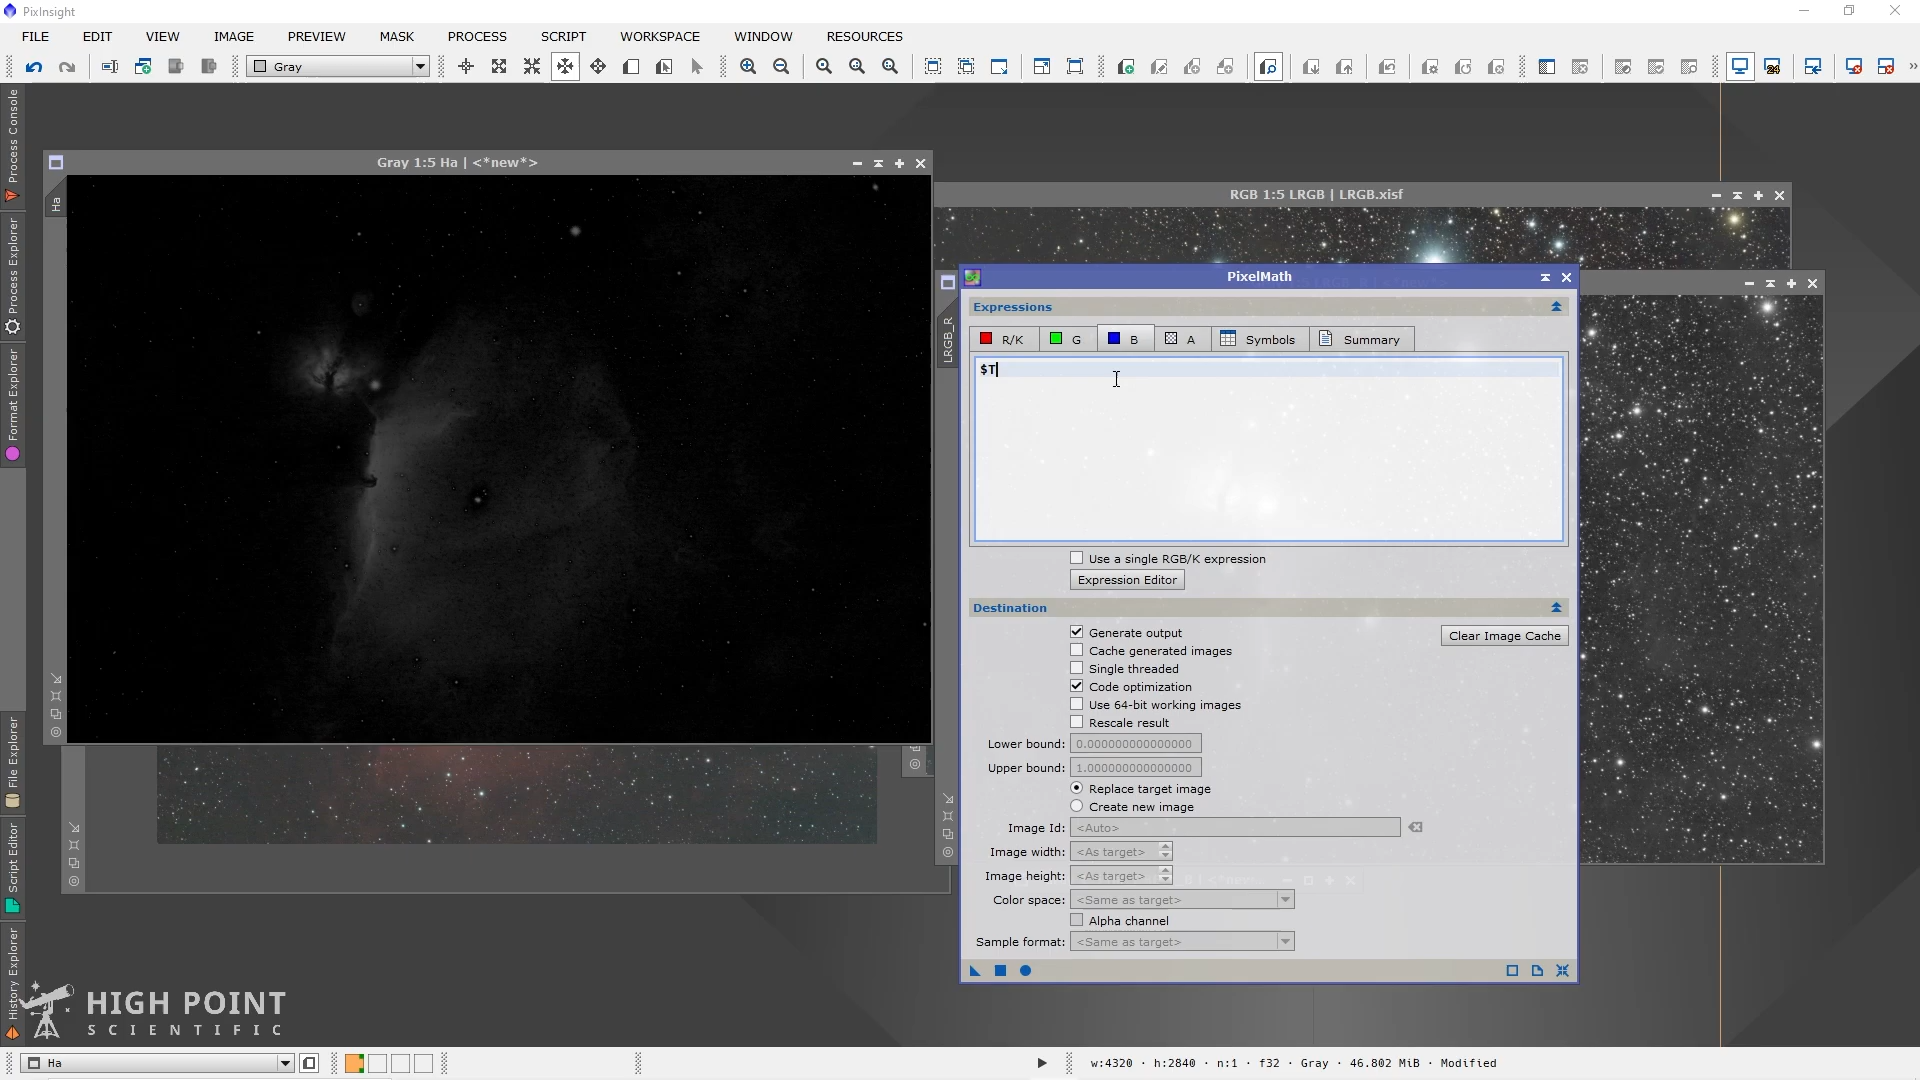 PixInsight
FILE EDIT VIEW IMAGE PREVIEW MASK PROCESS SCRIPT WORKSPACE WINDOW RESOURCES
Gray
24
Process Console
Process Explorer
Format Explorer
File Explorer
Script Editor
History Explorer
Gray 1:5 Ha | <*new*>
Ha
RGB 1:5 LRGB | LRGB.xisf
LRGB_R
PixelMath
Expressions
R/K G B A Symbols Summary
$T
Use a single RGB/K expression
Expression Editor
Destination
Generate output
Clear Image Cache
Cache generated images
Single threaded
Code optimization
Use 64-bit working images
Rescale result
Lower bound: 0.000000000000000
Upper bound: 1.000000000000000
Replace target image
Create new image
Image Id: <Auto>
Image width: <As target>
Image height: <As target>
Color space: <Same as target>
Alpha channel
Sample format: <Same as target>
HIGH POINT
SCIENTIFIC
Ha
w:4320 · h:2840 · n:1 · f32 · Gray · 46.802 MiB · Modified